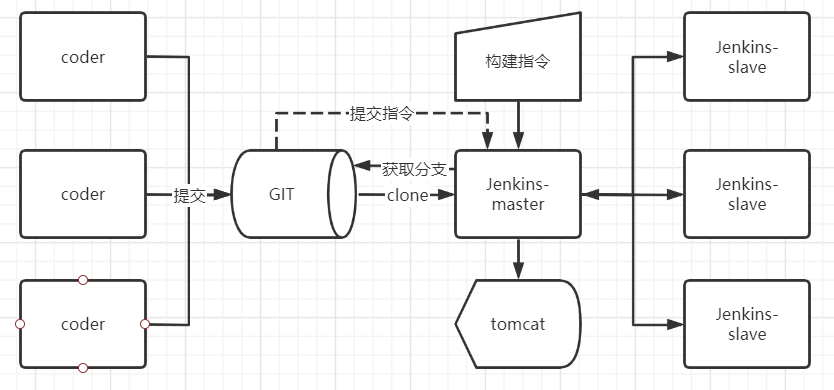 coder
构建指令
Jenkins-
slave
提交指令
coder
提交
GIT
获取分支
clone
Jenkins-
master
Jenkins-
slave
coder
tomcat
Jenkins-
slave